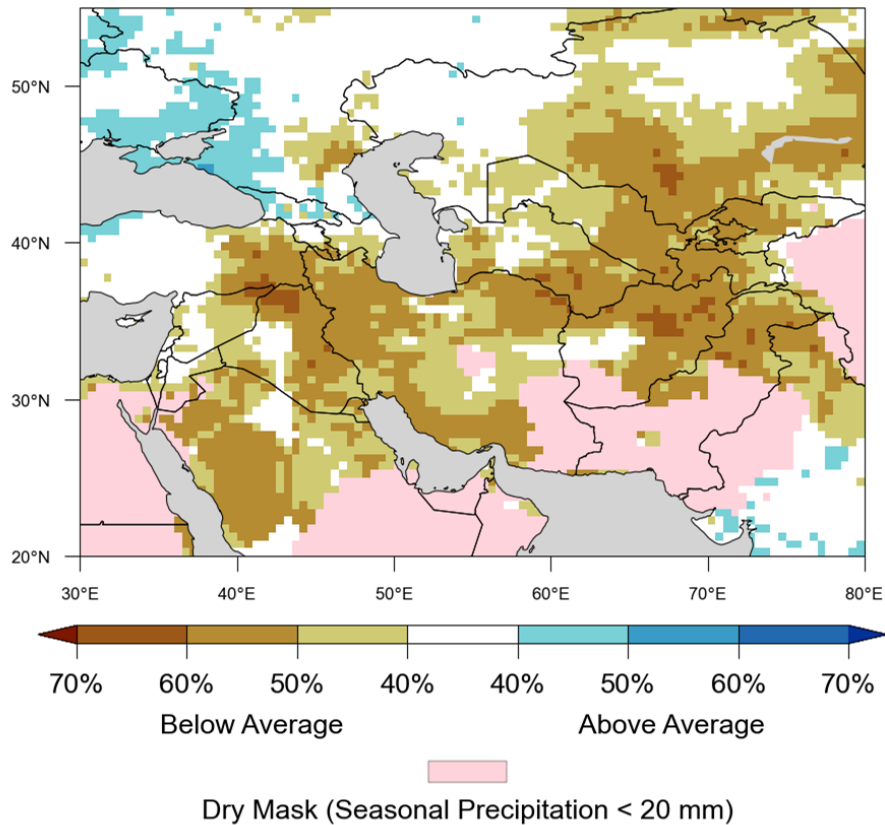 50°N
40°N
30°N
20°N
30°E 40°E 50°E 60°E 70°E 80°E
70% 60% 50% 40% 40% 50% 60% 70%
Below Average Above Average
Dry Mask (Seasonal Precipitation < 20 mm)